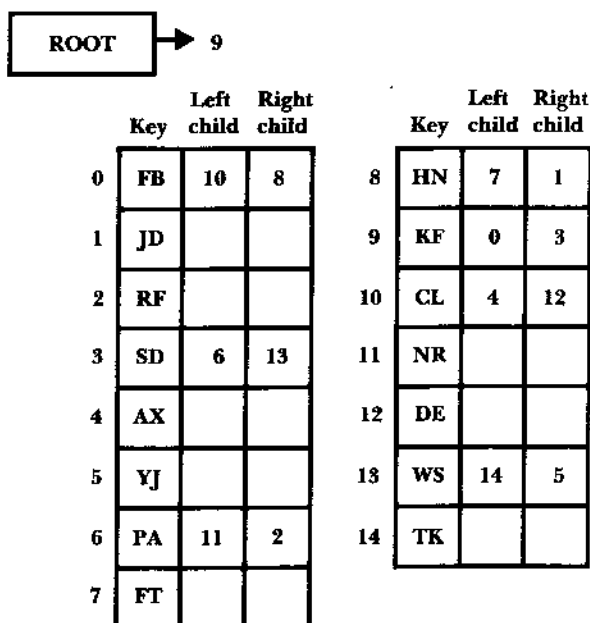 ROOT 9
Left Right
Key child child
0 FB 10 8
1 JD
2 RF
3 SD 6 13
4 AX
5 YJ
6 PA 11 2
7 FT
Left Right
Key child child
8 HN 7 1
9 KF 0 3
10 CL 4 12
11 NR
12 DE
13 WS 14 5
14 TK